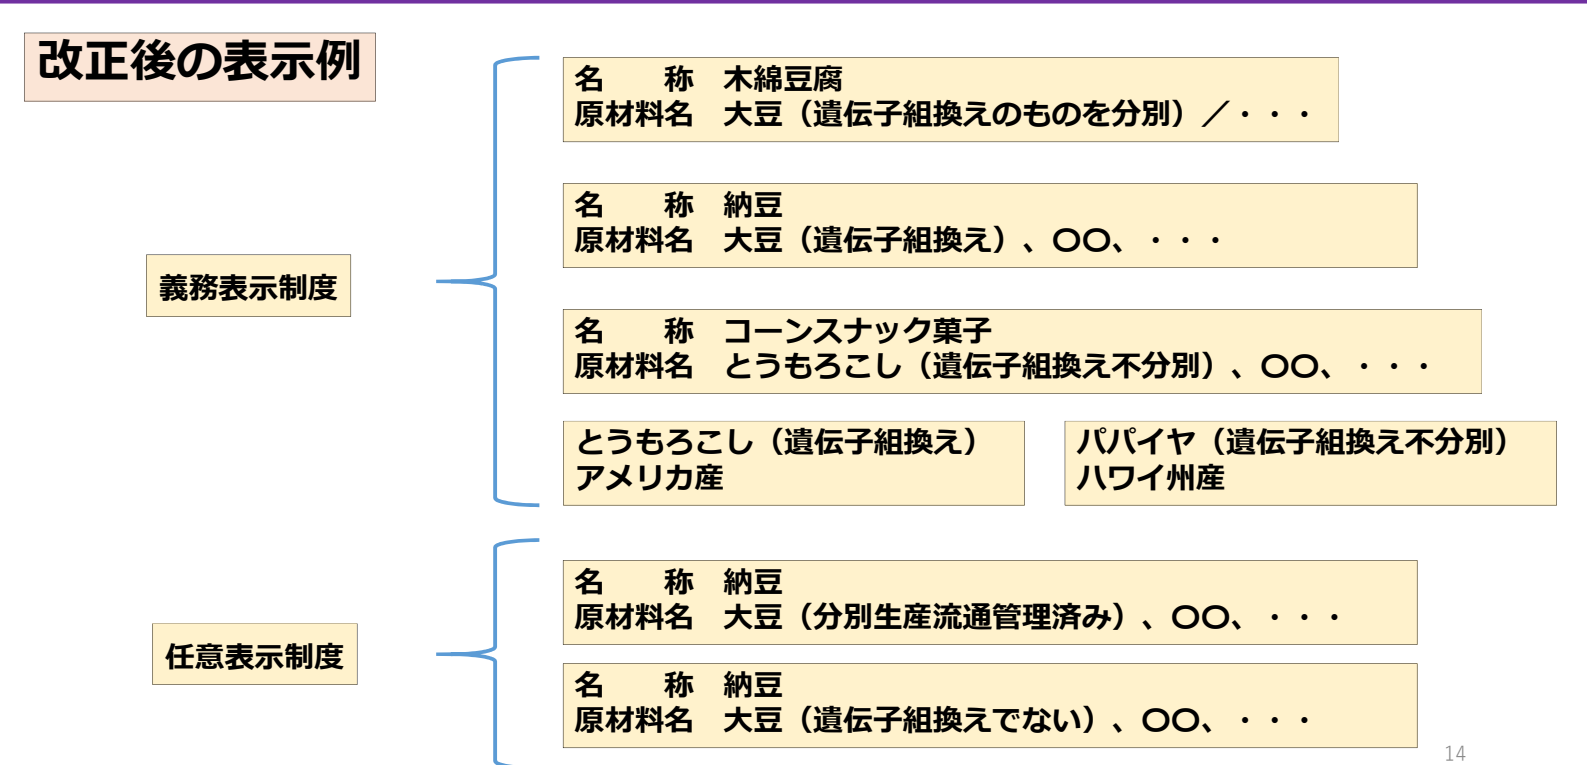 改正後の表示例
名　　称　木綿豆腐
原材料名　大豆（遺伝子組換えのものを分別）／・・・
名　　称　納豆
原材料名　大豆（遺伝子組換え）、〇〇、・・・
義務表示制度
名　　称　コーンスナック菓子
原材料名　とうもろこし（遺伝子組換え不分別）、〇〇、・・・
とうもろこし（遺伝子組換え）
アメリカ産
パパイヤ（遺伝子組換え不分別）
ハワイ州産
名　　称　納豆
原材料名　大豆（分別生産流通管理済み）、〇〇、・・・
任意表示制度
名　　称　納豆
原材料名　大豆（遺伝子組換えでない）、〇〇、・・・
14